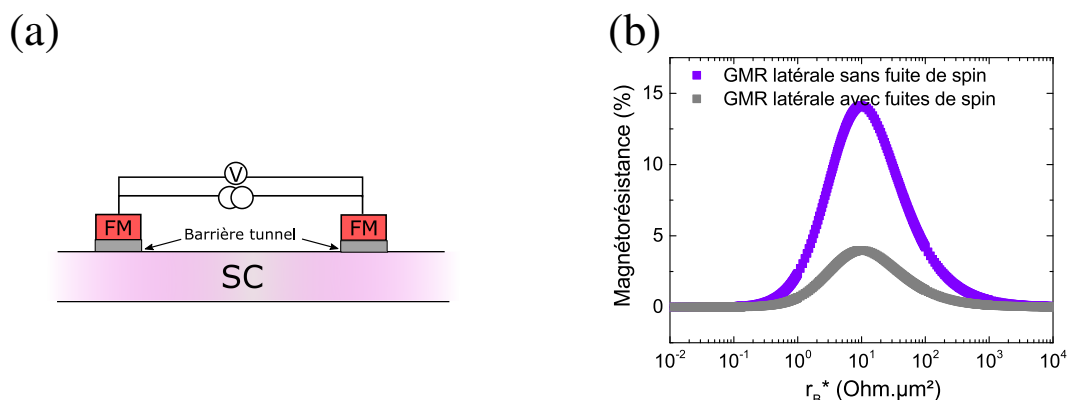 (a)
V
FM
FM
Barrière tunnel
SC
(b)
GMR latérale sans fuite de spin
GMR latérale avec fuites de spin
Magnétorésistance (%)
15
10
5
0
10⁻² 10⁻¹ 10⁰ 10¹ 10² 10³ 10⁴
r_B* (Ohm.µm²)